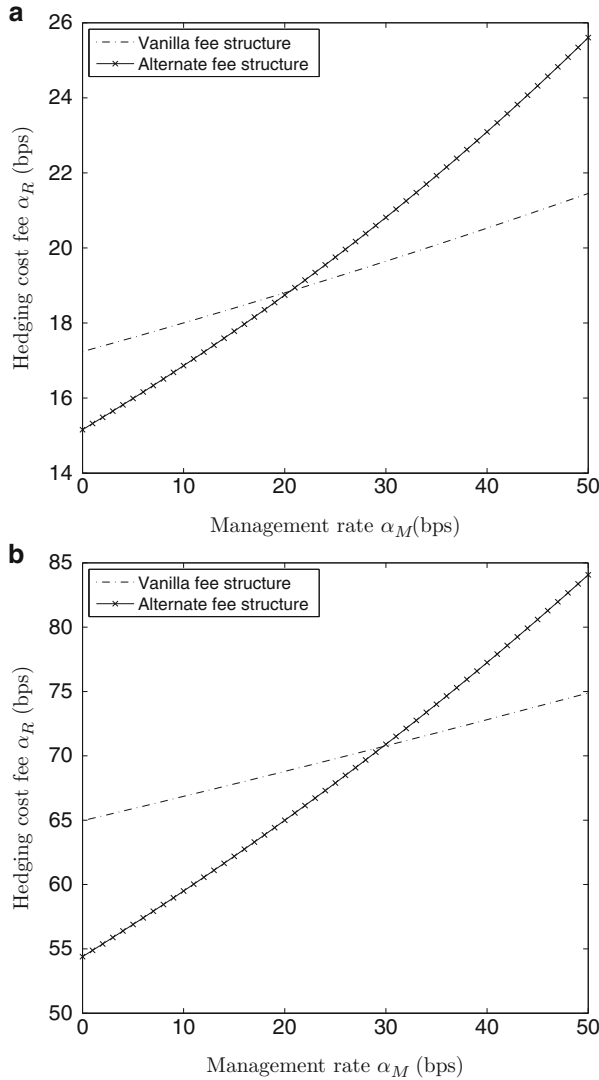 a
26
24
22
20
18
16
14
Hedging cost fee α_R (bps)
Vanilla fee structure
Alternate fee structure
0 10 20 30 40 50
Management rate α_M(bps)
b
85
80
75
70
65
60
55
50
Hedging cost fee α_R (bps)
Vanilla fee structure
Alternate fee structure
0 10 20 30 40 50
Management rate α_M (bps)